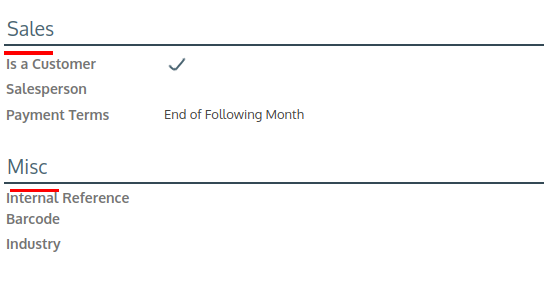 Sales
Is a Customer
Salesperson
Payment Terms End of Following Month
Misc
Internal Reference
Barcode
Industry